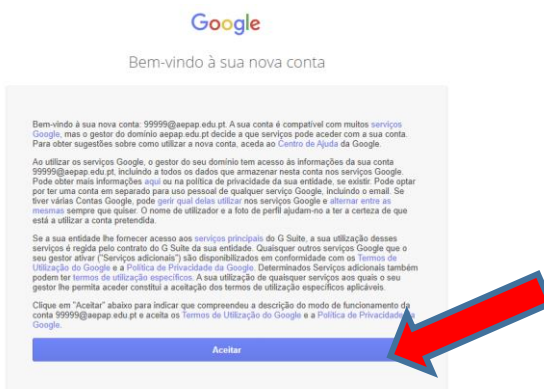 Google
Bem-vindo à sua nova conta
Bem-vindo à sua nova conta: 99999@aepap.edu.pt. A sua conta é compatível com muitos serviços
Google, mas o gestor do domínio aepap.edu.pt decide a que serviços pode aceder com a sua conta.
Para obter sugestões sobre como utilizar a nova conta, aceda ao Centro de Ajuda da Google.
Ao utilizar os serviços Google, o gestor do seu domínio tem acesso às informações da sua conta
99999@aepap.edu.pt, incluindo a todos os dados que armazenar nesta conta nos serviços Google.
Pode obter mais informações aqui ou na política de privacidade da sua entidade, se existir. Pode optar
por ter uma conta em separado para uso pessoal de qualquer serviço Google, incluindo o email. Se
tiver várias Contas Google, pode gerir qual delas utilizar nos serviços Google e alternar entre as
mesmas sempre que quiser. O nome de utilizador e a foto de perfil ajudam-no a ter a certeza de que
está a utilizar a conta pretendida.
Se a sua entidade lhe fornecer acesso aos serviços principais do G Suite, a sua utilização desses
serviços é regida pelo contrato do G Suite da sua entidade. Quaisquer outros serviços Google que o
seu gestor ativar ("Serviços adicionais") são disponibilizados em conformidade com os Termos de
Utilização do Google e a Política de Privacidade da Google. Determinados Serviços adicionais também
podem ter termos de utilização específicos. A sua utilização de quaisquer serviços aos quais o seu
gestor lhe permita aceder constitui a aceitação dos termos de utilização específicos aplicáveis.
Clique em "Aceitar" abaixo para indicar que compreendeu a descrição do modo de funcionamento da
conta 99999@aepap.edu.pt e aceita os Termos de Utilização do Google e a Política de Privacidade da
Google.
Aceitar